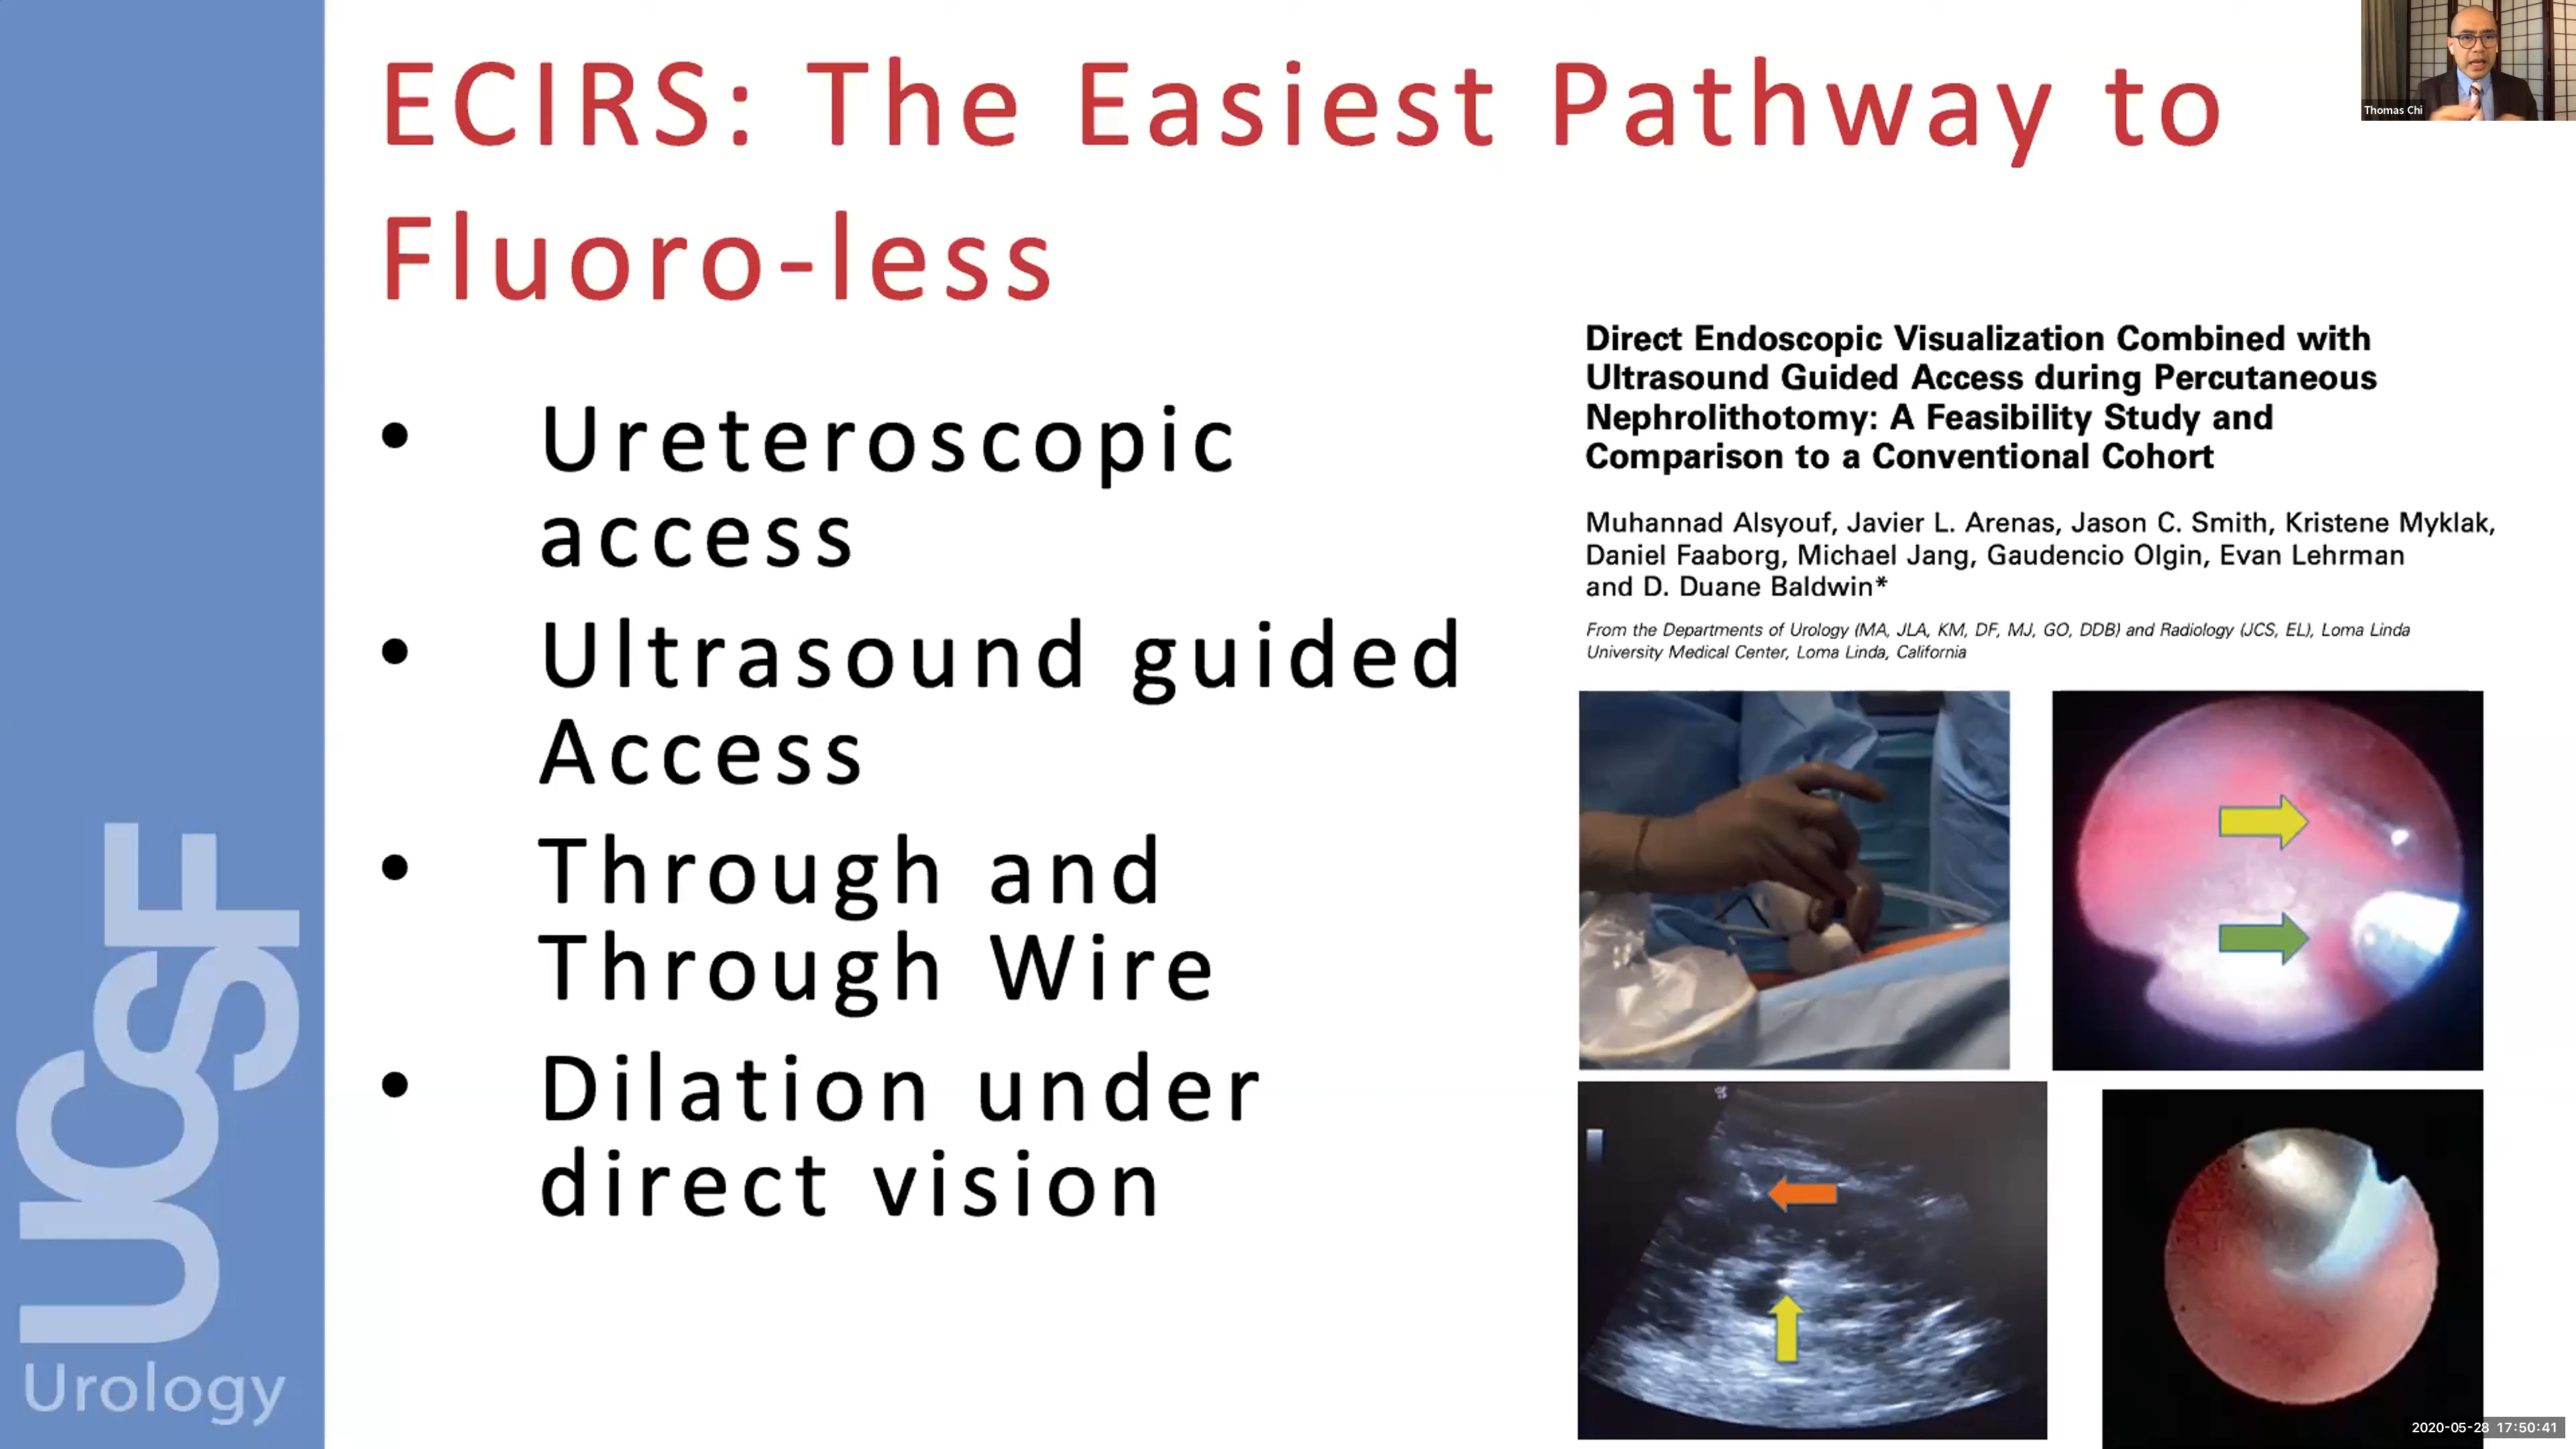 ECIRS: The Easiest Pathway to
Fluoro-less
• Ureteroscopic
access
• Ultrasound guided
Access
• Through and
Through Wire
• Dilation under
direct vision
Direct Endoscopic Visualization Combined with
Ultrasound Guided Access during Percutaneous
Nephrolithotomy: A Feasibility Study and
Comparison to a Conventional Cohort
Muhannad Alsyouf, Javier L. Arenas, Jason C. Smith, Kristene Myklak,
Daniel Faaborg, Michael Jang, Gaudencio Olgin, Evan Lehrman
and D. Duane Baldwin*
From the Departments of Urology (MA, JLA, KM, DF, MJ, GO, DDB) and Radiology (JCS, EL), Loma Linda
University Medical Center, Loma Linda, California
Thomas Chi
UCSF
Urology
2020-05-28 17:50:41